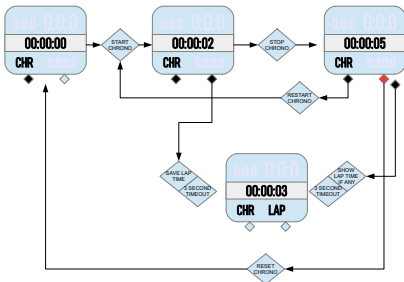 00:00:00
CHR
START
CHRONO
00:00:02
CHR
STOP
CHRONO
00:00:05
CHR
RESTART
CHRONO
SAVE LAP
TIME
3 SECOND
TIMEOUT
00:00:03
CHR LAP
SHOW
LAP TIME
IF ANY
3 SECOND
TIMEOUT
RESET
CHRONO